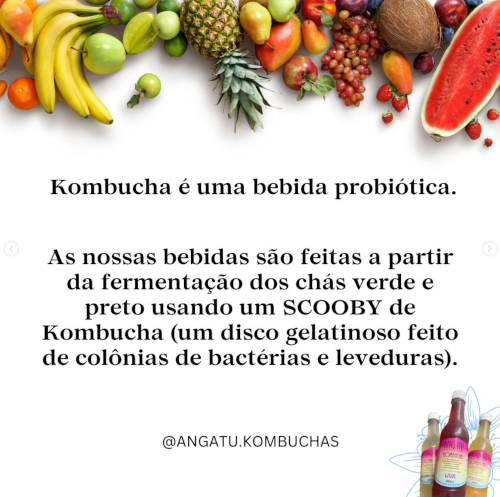 Kombucha é uma bebida probiótica.
As nossas bebidas são feitas a partir
da fermentação dos chás verde e
preto usando um SCOOBY de
Kombucha (um disco gelatinoso feito
de colônias de bactérias e leveduras).
@ANGATU.KOMBUCHAS